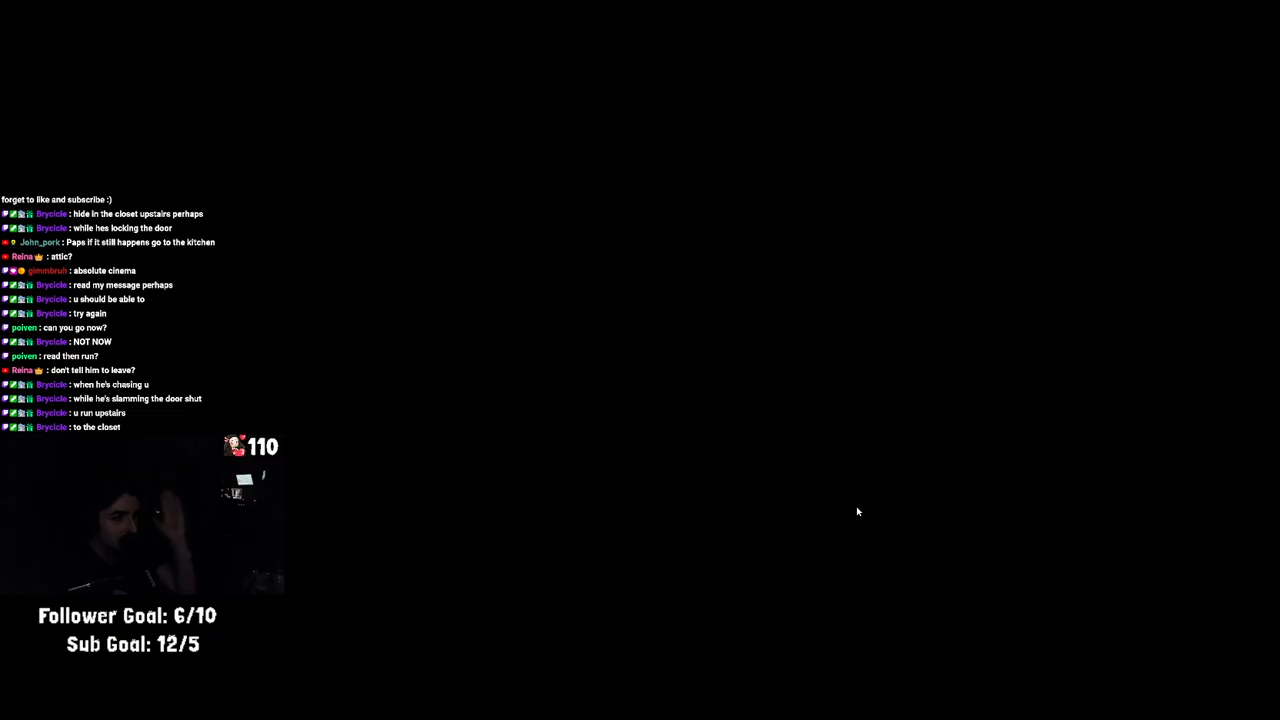 forget to like and subscribe :)
Brycicle : hide in the closet upstairs perhaps
Brycicle : while hes locking the door
John_pork : Paps if it still happens go to the kitchen
Reina : attic?
gimmbruh : absolute cinema
Brycicle : read my message perhaps
Brycicle : u should be able to
Brycicle : try again
poiven : can you go now?
Brycicle : NOT NOW
poiven : read then run?
Reina : don't tell him to leave?
Brycicle : when he's chasing u
Brycicle : while he's slamming the door shut
Brycicle : u run upstairs
Brycicle : to the closet
110
Follower Goal: 6/10
Sub Goal: 12/5